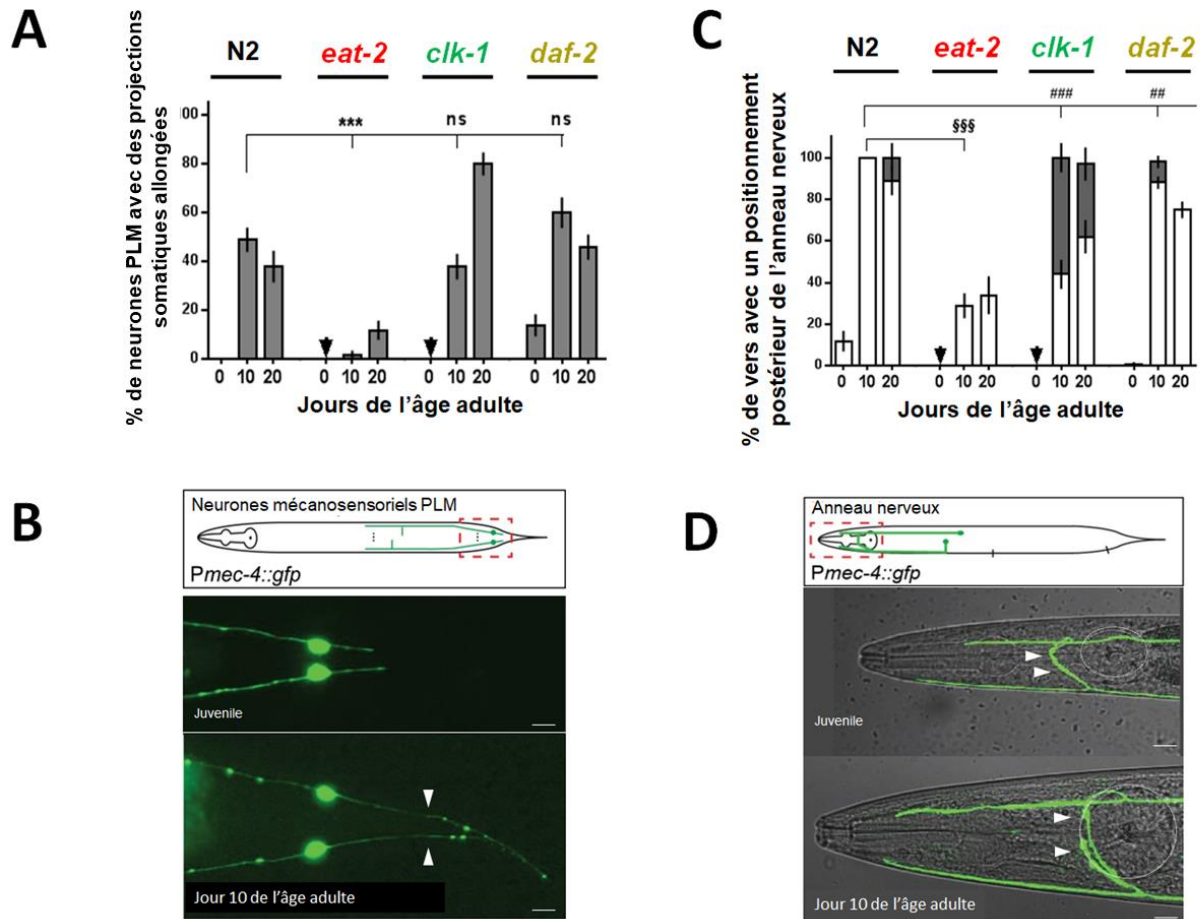 A
N2 eat-2 clk-1 daf-2
% de neurones PLM avec des projections
somatiques allongées
100
80
60
40
20
0
*** ns ns
0 10 20 0 10 20 0 10 20 0 10 20
Jours de l’âge adulte
B
Neurones mécanosensoriels PLM
Pmec-4::gfp
Juvenile
Jour 10 de l’âge adulte
C
N2 eat-2 clk-1 daf-2
% de vers avec un positionnement
postérieur de l’anneau nerveux
100
80
60
40
20
0
### ##
§§§
0 10 20 0 10 20 0 10 20 0 10 20
Jours de l’âge adulte
D
Anneau nerveux
Pmec-4::gfp
Juvenile
Jour 10 de l’âge adulte